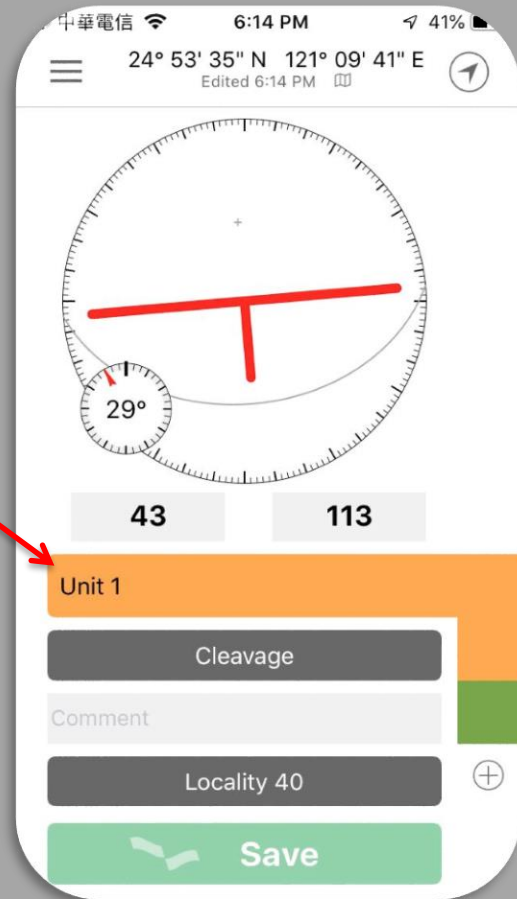 中華電信 6:14 PM 41%
24° 53' 35" N 121° 09' 41" E
Edited 6:14 PM
29°
43 113
Unit 1
Cleavage
Comment
Locality 40
Save